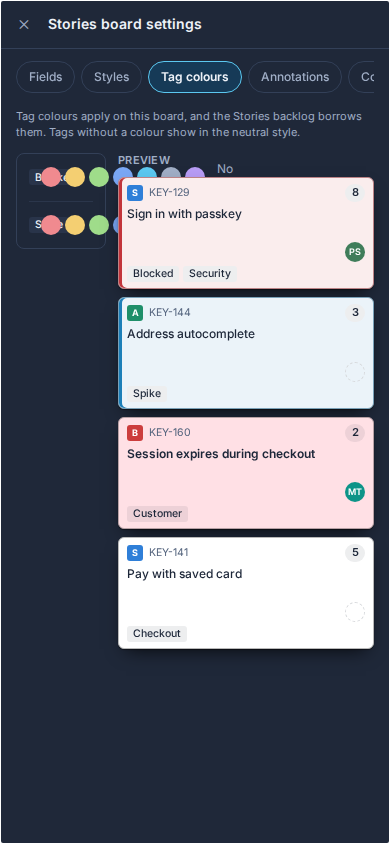 Stories board settings
Fields
Styles
Tag colours
Annotations
Tag colours apply on this board, and the Stories backlog borrows
them. Tags without a colour show in the neutral style.
PREVIEW
No
S KEY-129 8
Sign in with passkey
PS
Blocked Security
A KEY-144 3
Address autocomplete
Spike
B KEY-160 2
Session expires during checkout
MT
Customer
S KEY-141 5
Pay with saved card
Checkout